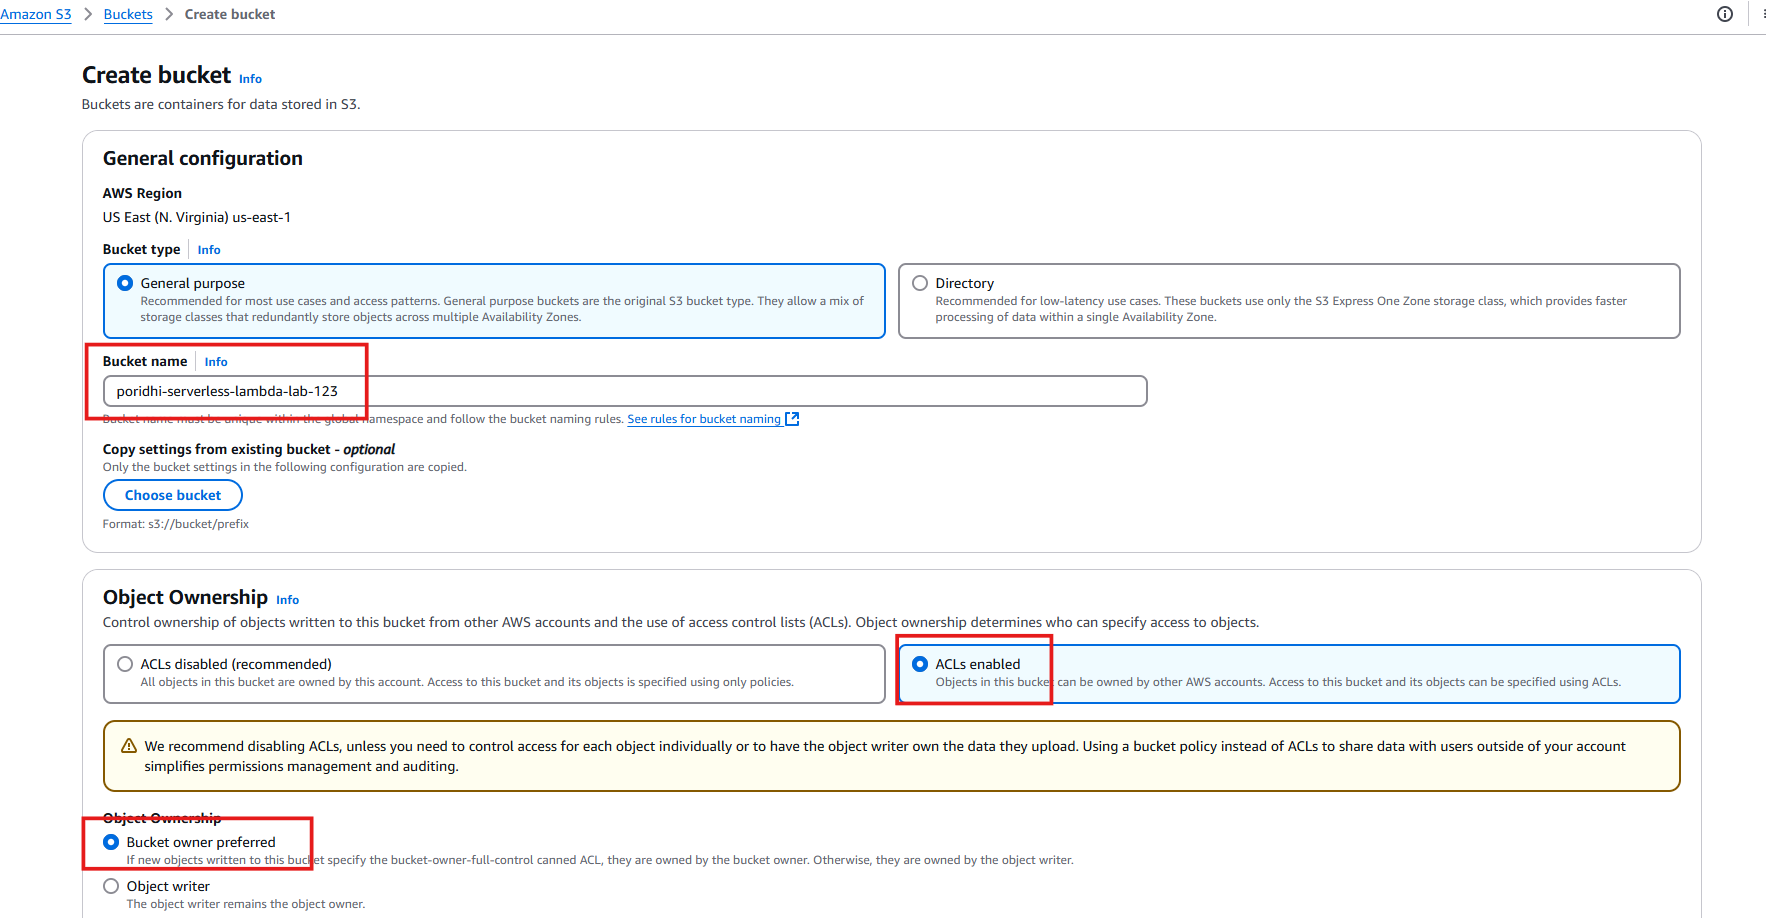 Amazon S3 > Buckets > Create bucket
Create bucket Info
Buckets are containers for data stored in S3.
General configuration
AWS Region
US East (N. Virginia) us-east-1
Bucket type Info
General purpose
Recommended for most use cases and access patterns. General purpose buckets are the original S3 bucket type. They allow a mix of
storage classes that redundantly store objects across multiple Availability Zones.
Directory
Recommended for low-latency use cases. These buckets use only the S3 Express One Zone storage class, which provides faster
processing of data within a single Availability Zone.
Bucket name Info
poridhi-serverless-lambda-lab-123
Bucket name must be unique within the global namespace and follow the bucket naming rules. See rules for bucket naming
Copy settings from existing bucket - optional
Only the bucket settings in the following configuration are copied.
Choose bucket
Format: s3://bucket/prefix
Object Ownership Info
Control ownership of objects written to this bucket from other AWS accounts and the use of access control lists (ACLs). Object ownership determines who can specify access to objects.
ACLs disabled (recommended)
All objects in this bucket are owned by this account. Access to this bucket and its objects is specified using only policies.
ACLs enabled
Objects in this bucket can be owned by other AWS accounts. Access to this bucket and its objects can be specified using ACLs.
We recommend disabling ACLs, unless you need to control access for each object individually or to have the object writer own the data they upload. Using a bucket policy instead of ACLs to share data with users outside of your account
simplifies permissions management and auditing.
Object Ownership
Bucket owner preferred
If new objects written to this bucket specify the bucket-owner-full-control canned ACL, they are owned by the bucket owner. Otherwise, they are owned by the object writer.
Object writer
The object writer remains the object owner.